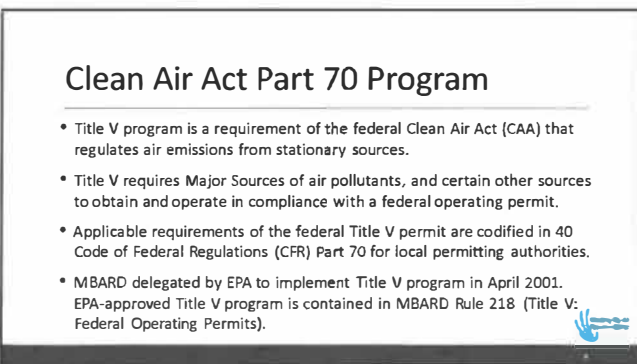 Clean Air Act Part 70 Program
• Title V program is a requirement of the federal Clean Air Act (CAA) that
regulates air emissions from stationary sources.
• Title V requires Major Sources of air pollutants, and certain other sources
to obtain and operate in compliance with a federal operating permit.
• Applicable requirements of the federal Title V permit are codified in 40
Code of Federal Regulations (CFR) Part 70 for local permitting authorities.
• MBARD delegated by EPA to implement Title V program in April 2001.
EPA-approved Title V program is contained in MBARD Rule 218 (Title V:
Federal Operating Permits).